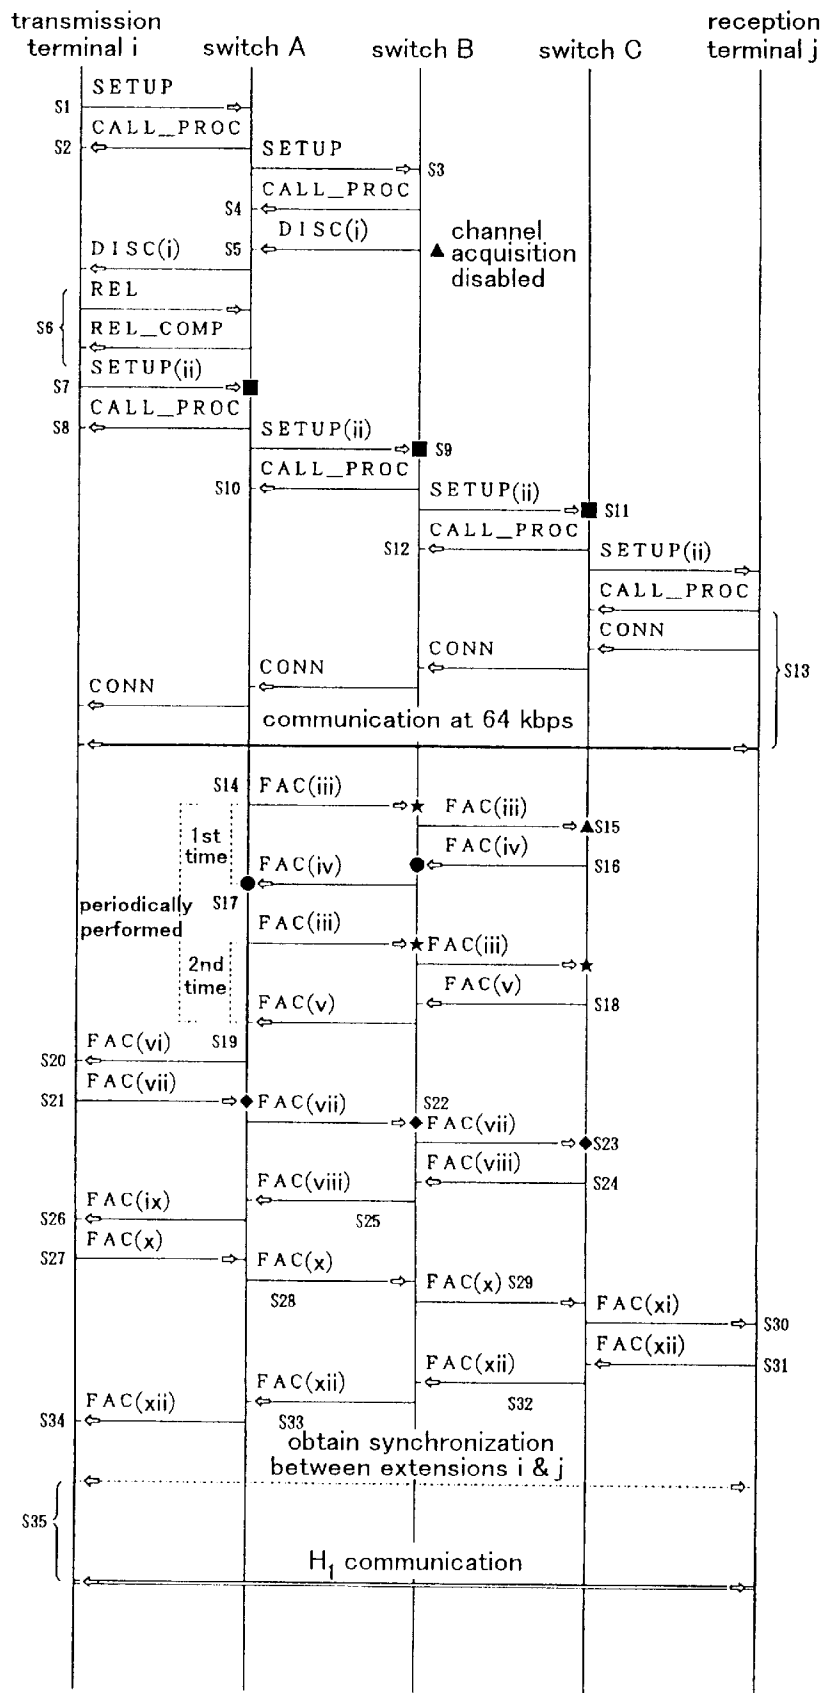 transmission
terminal i
switch A
switch B
switch C
reception
terminal j
SETUP
S1
CALL_PROC
S2
SETUP
S3
CALL_PROC
S4
DISC(i)
channel
acquisition
disabled
S5
DISC(i)
REL
S6
REL_COMP
SETUP(ii)
S7
CALL_PROC
S8
SETUP(ii)
S9
CALL_PROC
S10
SETUP(ii)
S11
CALL_PROC
S12
SETUP(ii)
CALL_PROC
CONN
CONN
S13
CONN
CONN
communication at 64 kbps
S14
FAC(iii)
FAC(iii)
S15
1st
time
FAC(iv)
S16
FAC(iv)
S17
periodically
performed
FAC(iii)
FAC(iii)
2nd
time
FAC(v)
S18
FAC(v)
S19
FAC(vi)
S20
FAC(vii)
S21
FAC(vii)
S22
FAC(vii)
S23
FAC(viii)
S24
FAC(viii)
S25
FAC(ix)
S26
FAC(x)
S27
FAC(x)
S28
FAC(x) S29
FAC(xi)
S30
FAC(xii)
S31
FAC(xii)
S32
FAC(xii)
S33
FAC(xii)
S34
obtain synchronization
between extensions i & j
S35
H1 communication